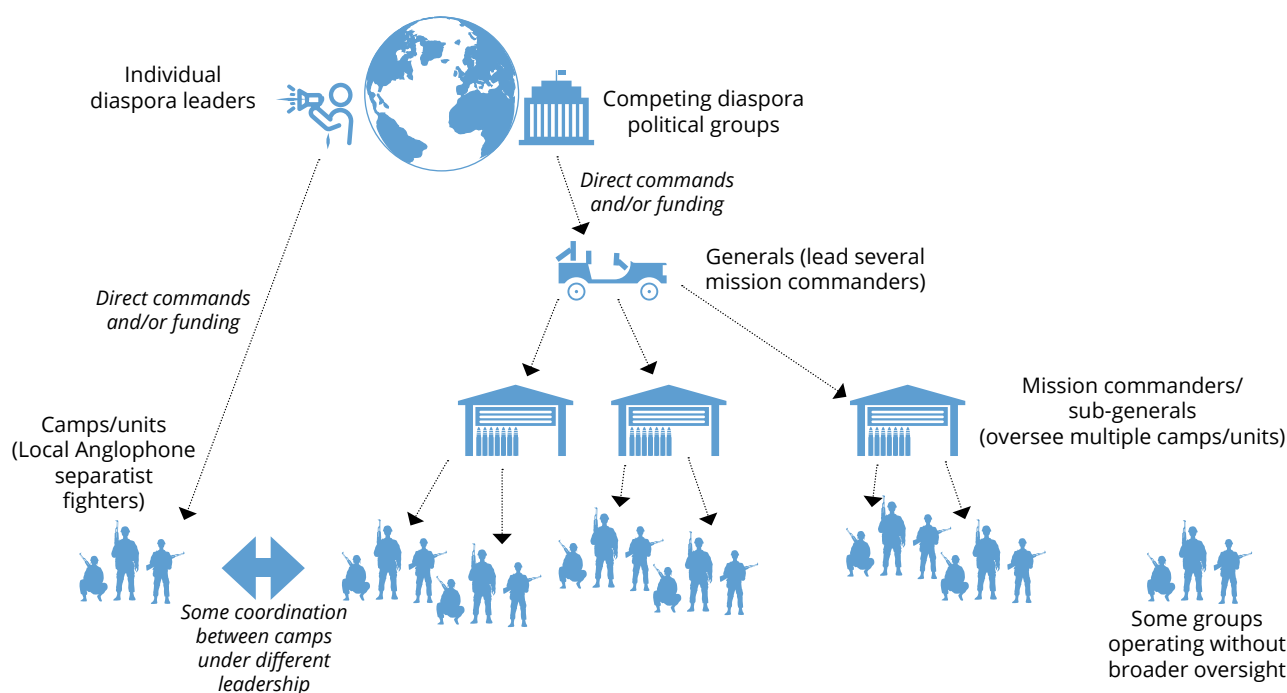 Individual
diaspora leaders
Competing diaspora
political groups
Direct commands
and/or funding
Generals (lead several
mission commanders)
Direct commands
and/or funding
Mission commanders/
sub-generals
(oversee multiple camps/units)
Camps/units
(Local Anglophone
separatist
fighters)
Some coordination
between camps
under different
leadership
Some groups
operating without
broader oversight